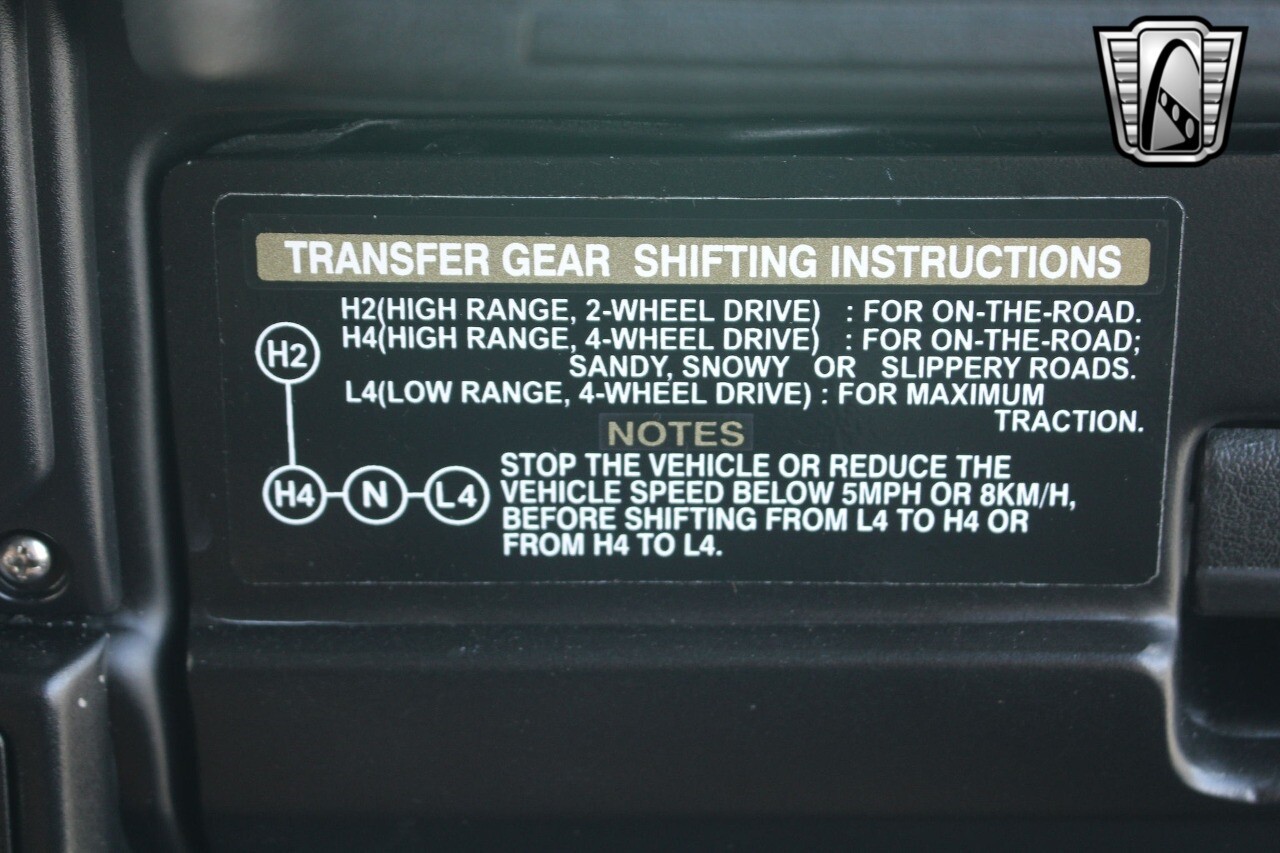 TRANSFER GEAR SHIFTING INSTRUCTIONS
H2(HIGH RANGE, 2-WHEEL DRIVE) : FOR ON-THE-ROAD.
H4(HIGH RANGE, 4-WHEEL DRIVE) : FOR ON-THE-ROAD;
SANDY, SNOWY OR SLIPPERY ROADS.
L4(LOW RANGE, 4-WHEEL DRIVE) : FOR MAXIMUM
TRACTION.
H2
H4 N L4
NOTES
STOP THE VEHICLE OR REDUCE THE
VEHICLE SPEED BELOW 5MPH OR 8KM/H,
BEFORE SHIFTING FROM L4 TO H4 OR
FROM H4 TO L4.